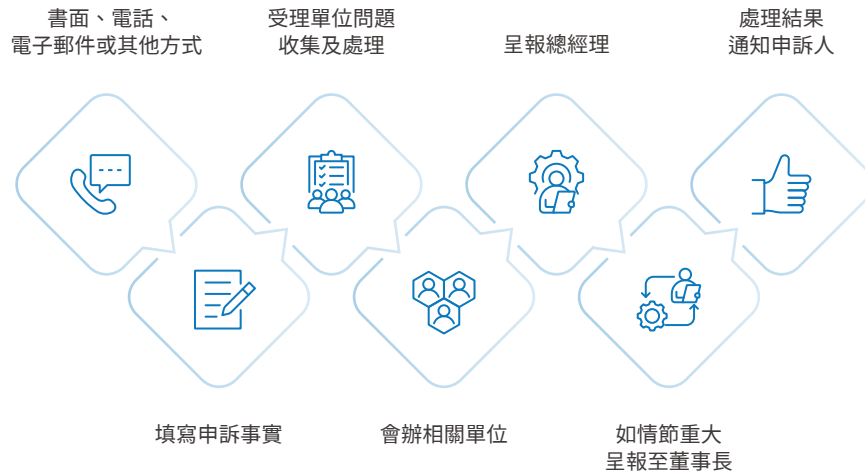 書面、電話、
電子郵件或其他方式
填寫申訴事實
受理單位問題
收集及處理
會辦相關單位
呈報總經理
如情節重大
呈報至董事長
處理結果
通知申訴人